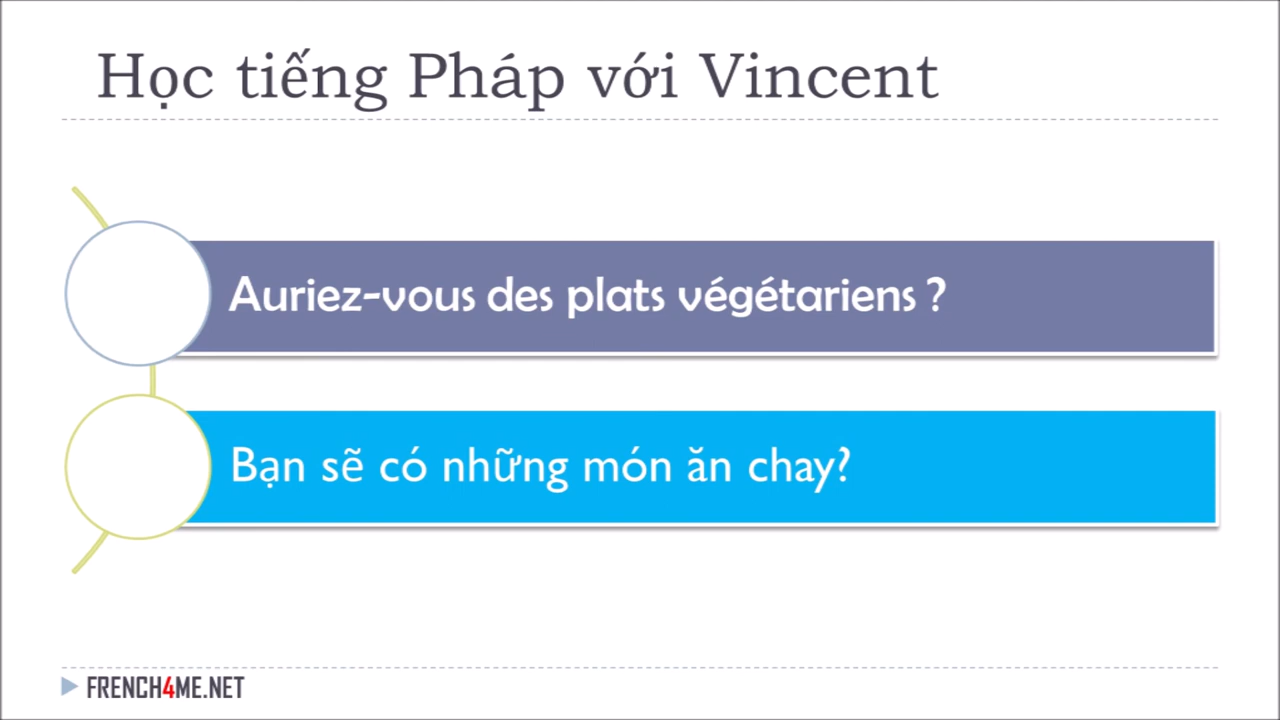 Học tiếng Pháp với Vincent
Auriez-vous des plats végétariens ?
Bạn sẽ có những món ăn chay?
FRENCH4ME.NET